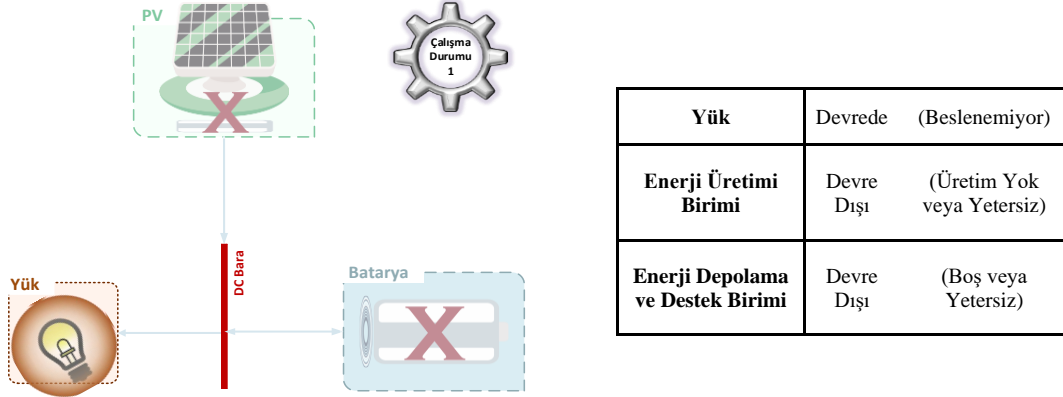 PV
Çalışma
Durumu
1
DC Bara
Yük
Batarya
X
X
Yük Devrede (Beslenemiyor)
Enerji Üretimi
Birimi
Devre
Dışı
(Üretim Yok
veya Yetersiz)
Enerji Depolama
ve Destek Birimi
Devre
Dışı
(Boş veya
Yetersiz)